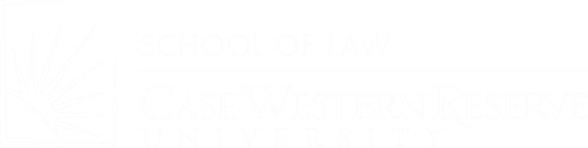 SCHOOL OF LAW
CASE WESTERN RESERVE
UNIVERSITY